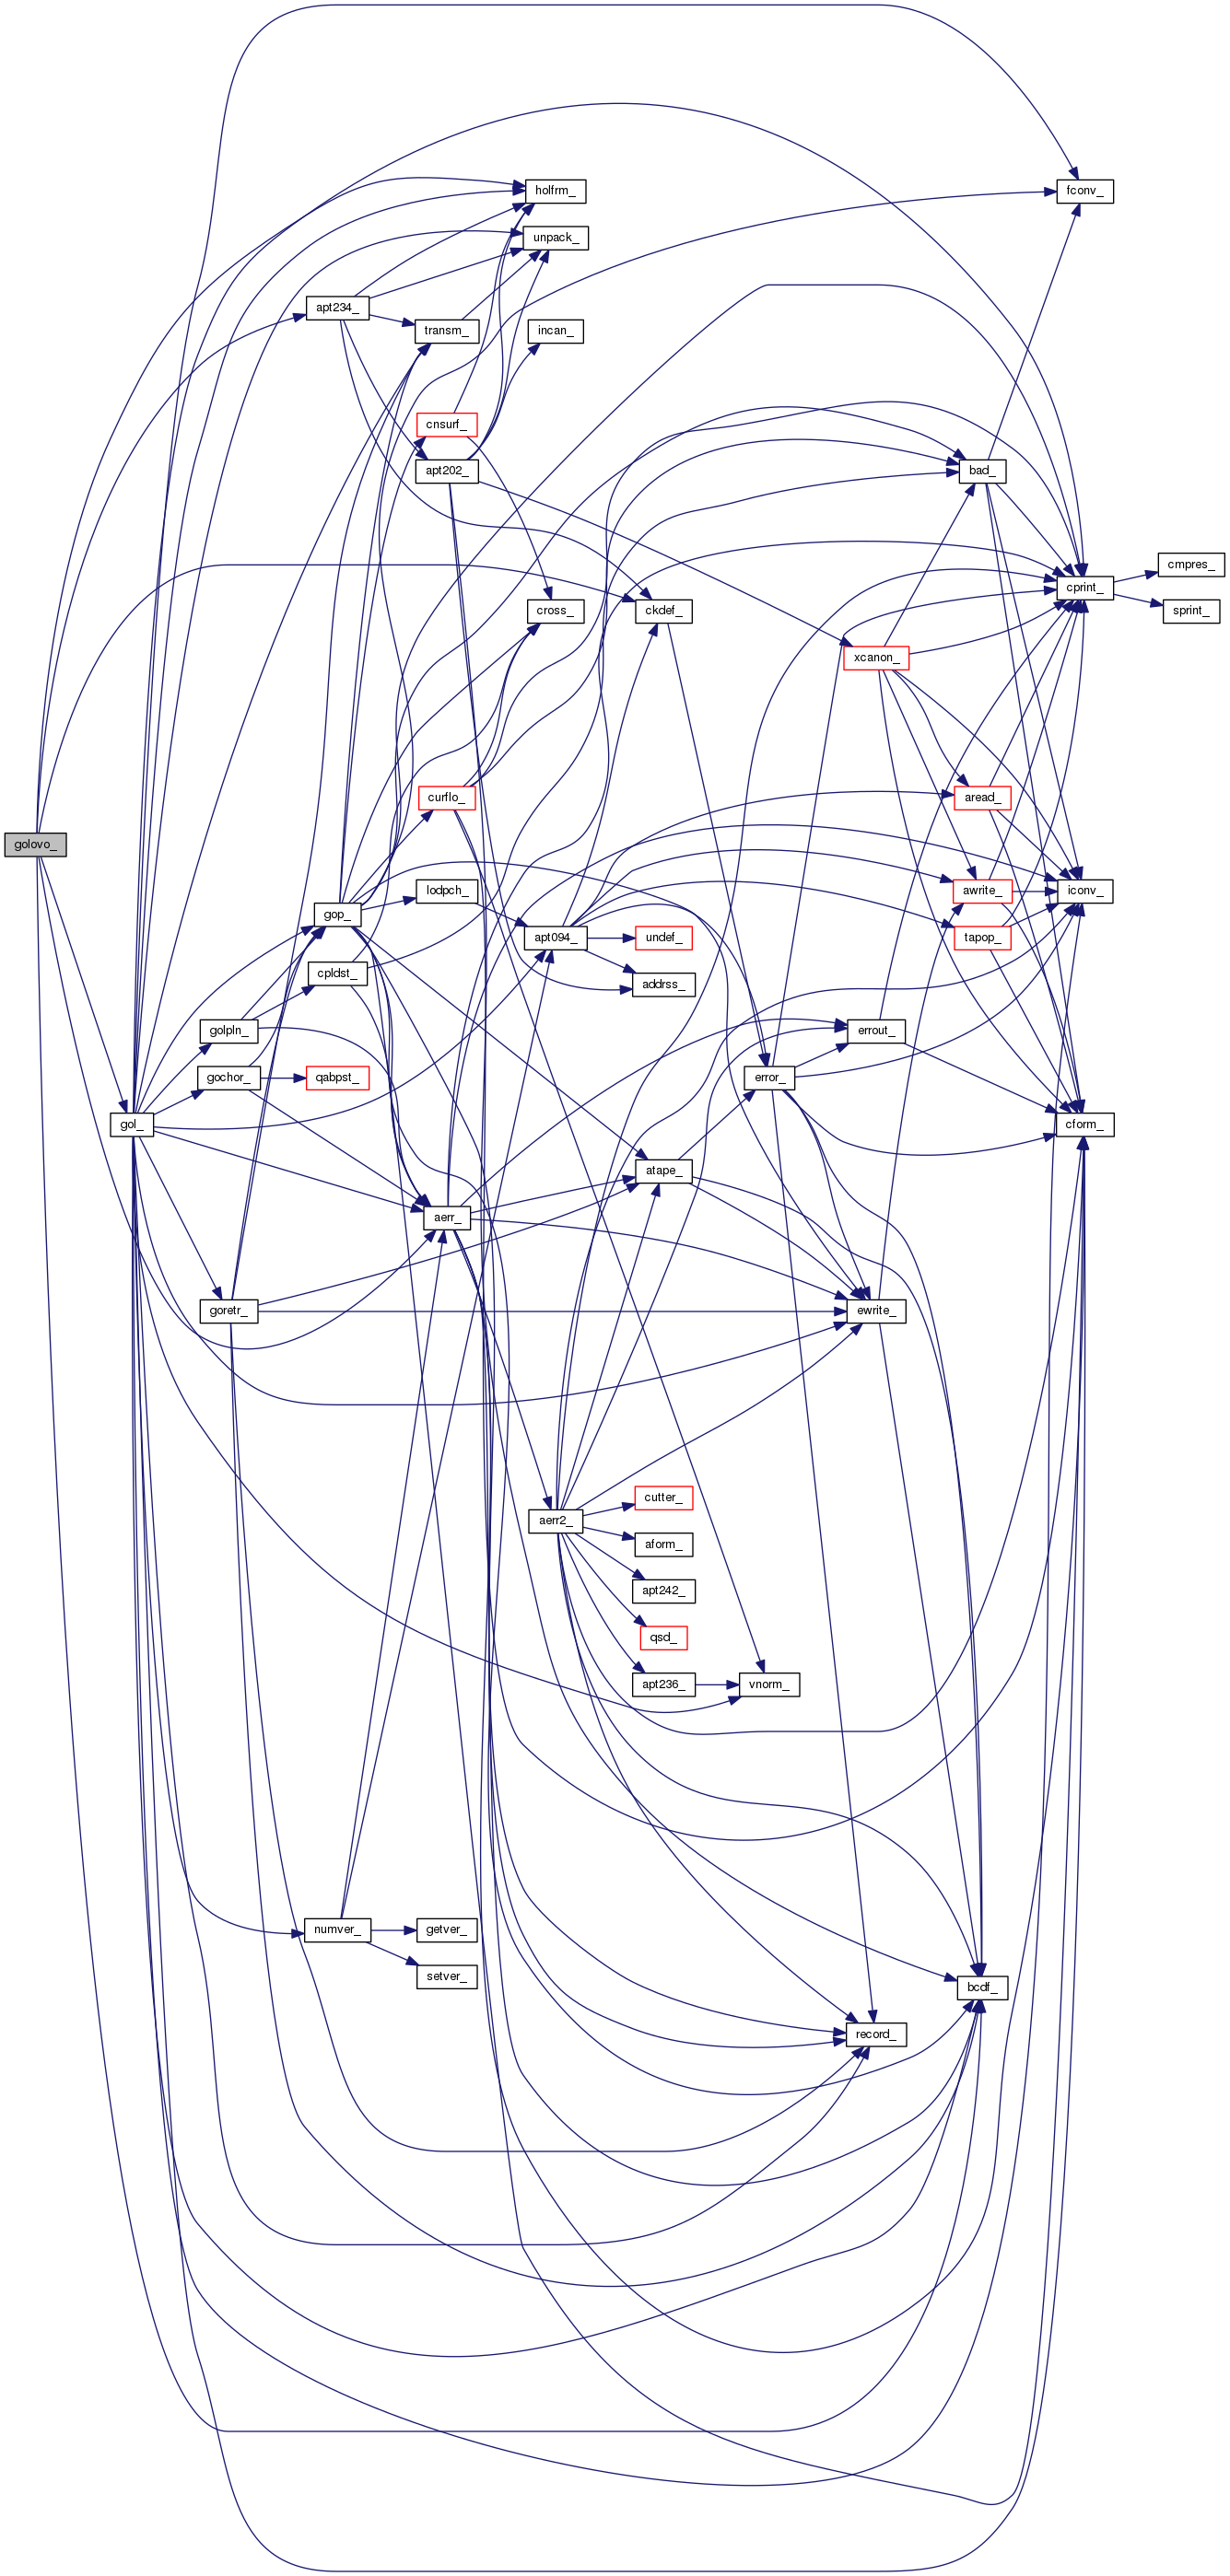 golovo_
gol_
golpln_
gochor_
goretr_
apt234_
gop_
cpldst_
qabpst_
numver_
transm_
cnsurf_
apt202_
curflo_
lodpch_
aerr_
getver_
setver_
holfrm_
unpack_
incan_
cross_
apt094_
aerr2_
ckdef_
undef_
addrss_
atape_
cutter_
aform_
apt242_
qsd_
apt236_
error_
vnorm_
xcanon_
errout_
ewrite_
record_
bad_
aread_
awrite_
tapop_
bcdf_
fconv_
cprint_
iconv_
cform_
cmpres_
sprint_